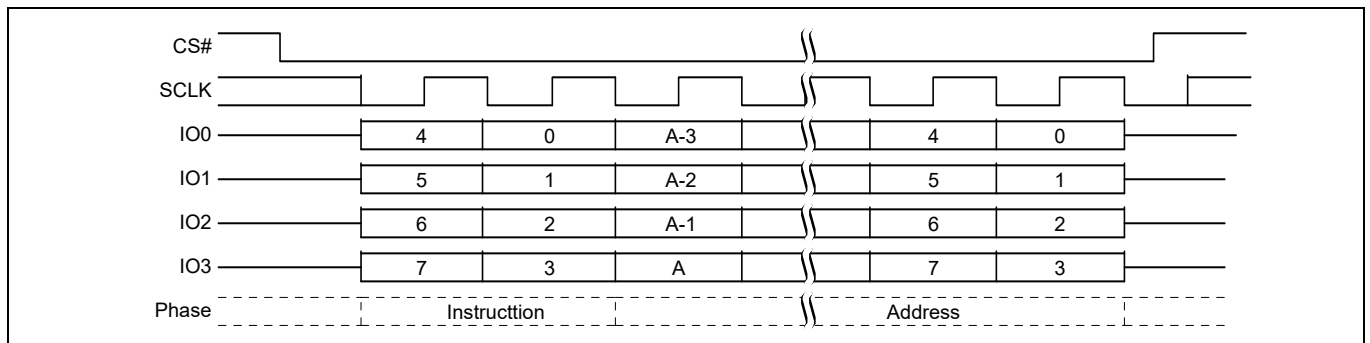 CS#
SCLK
IO0 4 0 A-3 4 0
IO1 5 1 A-2 5 1
IO2 6 2 A-1 6 2
IO3 7 3 A 7 3
Phase Instructtion Address